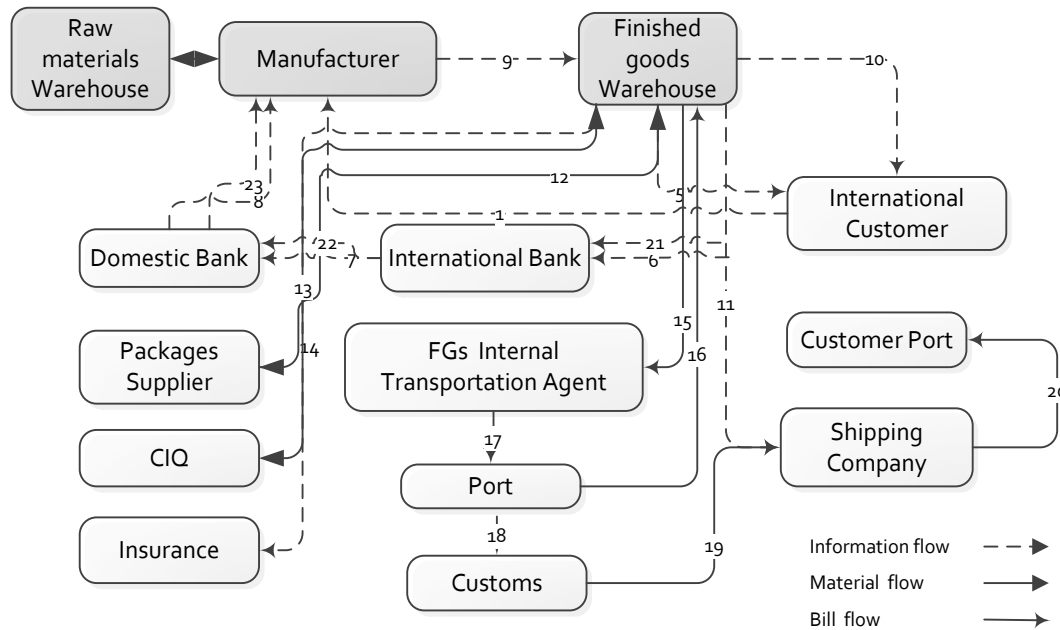 Raw
materials
Warehouse
Manufacturer
9
Finished
goods
Warehouse
10
23
8
12
5
1
International
Customer
Domestic Bank
22
7
International Bank
21
6
13
11
14
15
16
Packages
Supplier
FGs Internal
Transportation Agent
Customer Port
20
CIQ
17
Shipping
Company
Port
18
19
Insurance
Customs
Information flow
Material flow
Bill flow